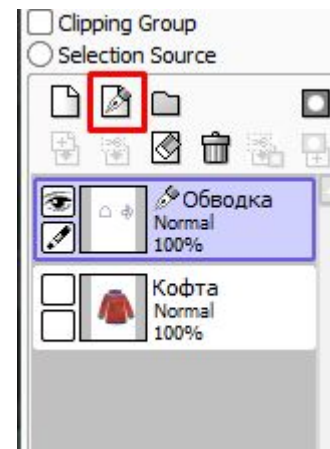 Clipping Group
Selection Source
Обводка
Normal
100%
Кофта
Normal
100%